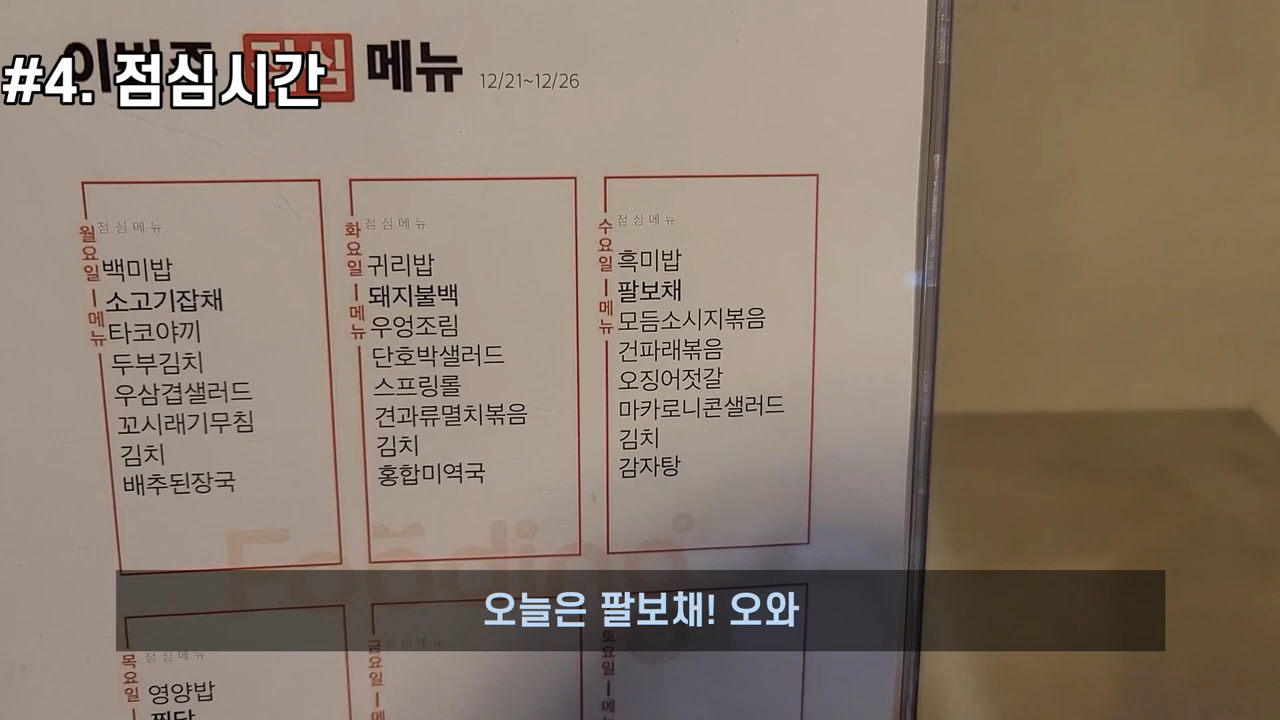 #4. 점심시간
메뉴 12/21~12/26
월요일 메뉴
점심메뉴
백미밥
소고기잡채
타코야끼
두부김치
우삼겹샐러드
꼬시래기무침
김치
배추된장국
화요일 메뉴
점심메뉴
귀리밥
돼지불백
우엉조림
단호박샐러드
스프링롤
견과류멸치볶음
김치
홍합미역국
수요일 메뉴
점심메뉴
흑미밥
팔보채
모듬소시지볶음
건파래볶음
오징어젓갈
마카로니콘샐러드
김치
감자탕
Fooding
오늘은 팔보채! 오와
목요일
점심메뉴
영양밥
금요일 메
점심메뉴
토요일 메